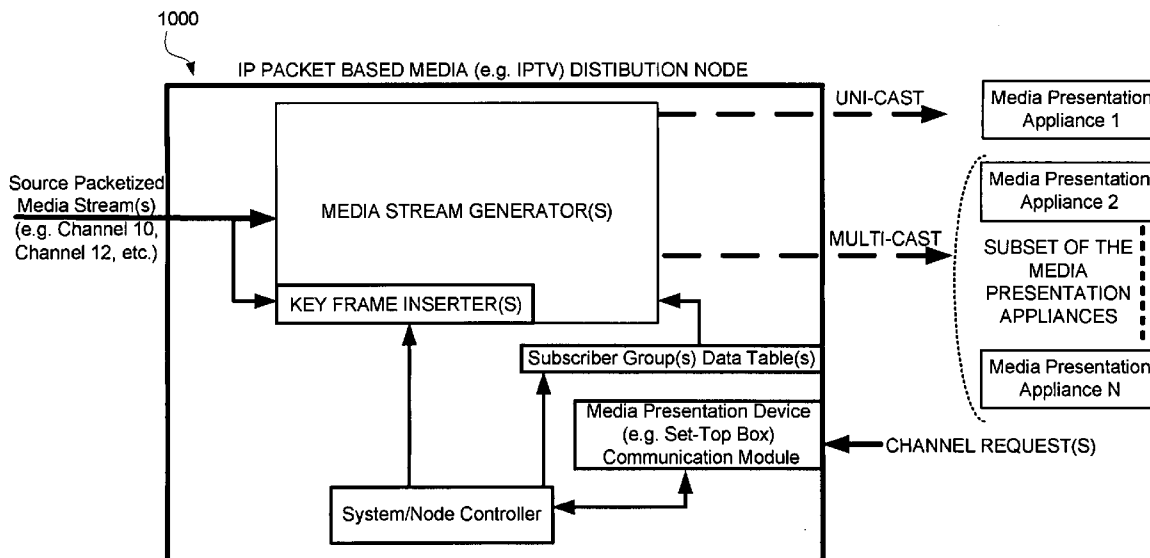 1000
IP PACKET BASED MEDIA (e.g. IPTV) DISTIBUTION NODE
UNI-CAST
Media Presentation
Appliance 1
Source Packetized
Media Stream(s)
(e.g. Channel 10,
Channel 12, etc.)
MEDIA STREAM GENERATOR(S)
Media Presentation
Appliance 2
MULTI-CAST
SUBSET OF THE
MEDIA
PRESENTATION
APPLIANCES
KEY FRAME INSERTER(S)
Subscriber Group(s) Data Table(s)
Media Presentation
Appliance N
Media Presentation Device
(e.g. Set-Top Box)
Communication Module
CHANNEL REQUEST(S)
System/Node Controller